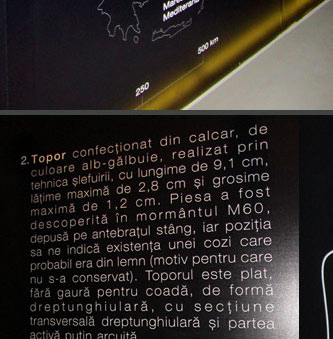 Marea
Mediterană
500 km
250
2. Topor confecționat din calcar, de
culoare alb-gălbuie, realizat prin
tehnica șlefuirii, cu lungime de 9,1 cm,
lățime maximă de 2,8 cm și grosime
maximă de 1,2 cm. Piesa a fost
descoperită în mormântul M60,
depusă pe antebrațul stâng, iar poziția
sa ne indică existența unei cozi care
probabil era din lemn (motiv pentru care
nu s-a conservat). Toporul este plat,
fără gaură pentru coadă, de formă
dreptunghiulară, cu secțiune
transversală dreptunghiulară și partea
activă puțin arcuită.